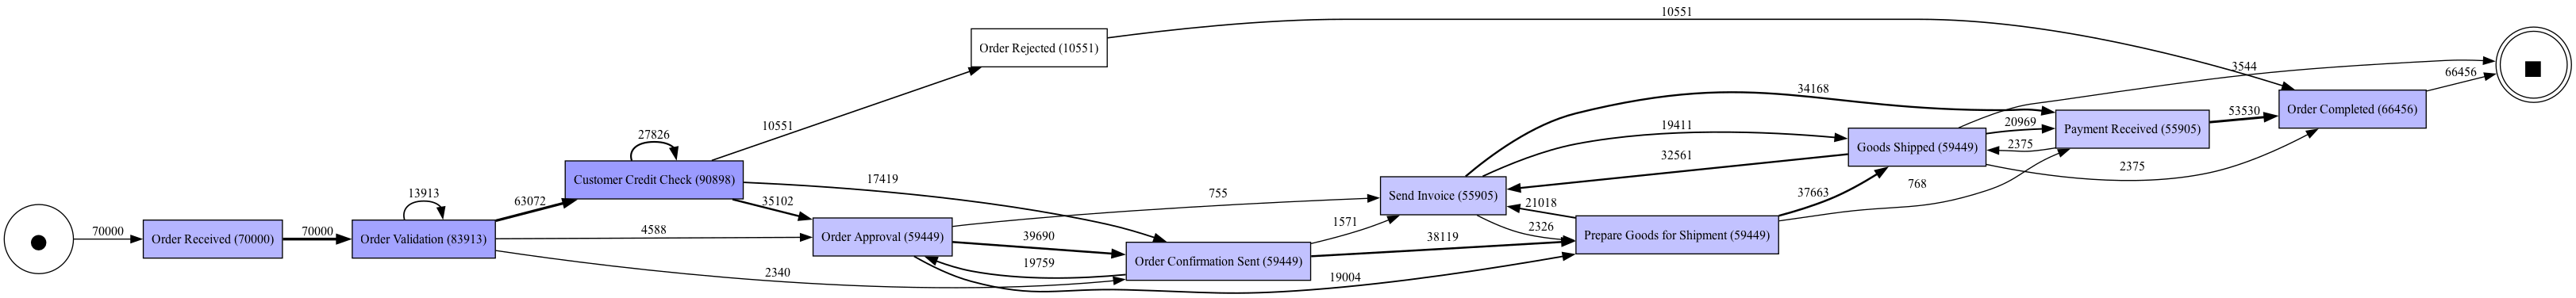 10551
Order Rejected (10551)
3544
66456
34168
Order Completed (66456)
53530
27826
10551
19411
20969
Payment Received (55905)
2375
Goods Shipped (59449)
32561
2375
Customer Credit Check (90898)
17419
768
13913
63072
35102
755
Send Invoice (55905)
37663
21018
70000
Order Received (70000)
70000
Order Validation (83913)
4588
Order Approval (59449)
39690
1571
38119
2326
Prepare Goods for Shipment (59449)
19759
Order Confirmation Sent (59449)
2340
19004